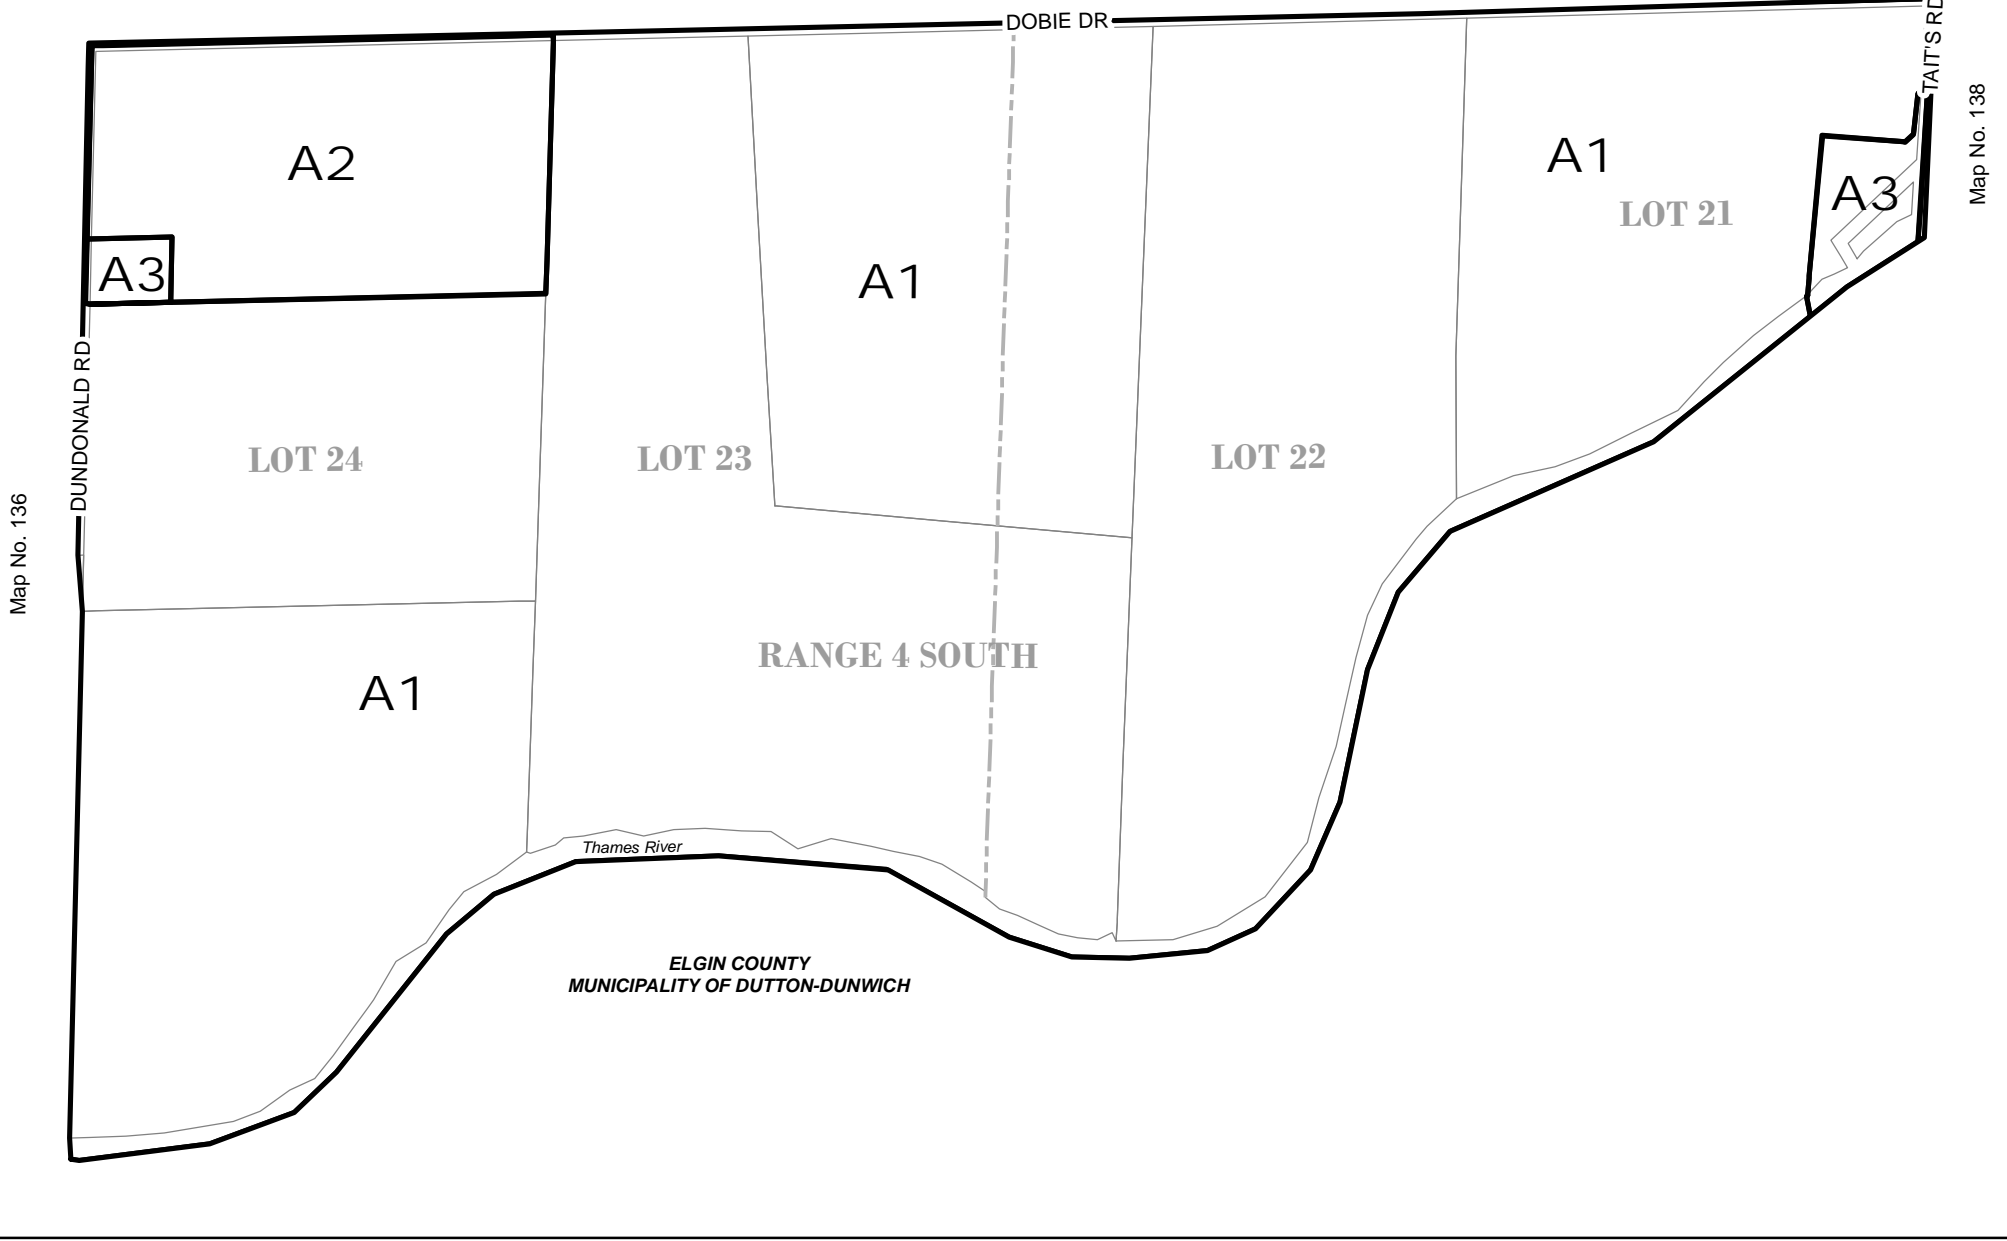 DOBIE DR
TAIT'S RD
Map No. 138
A2
A1
A3
LOT 21
A3
A1
DUNDONALD RD
LOT 24
LOT 23
LOT 22
Map No. 136
RANGE 4 SOUTH
A1
Thames River
ELGIN COUNTY
MUNICIPALITY OF DUTTON-DUNWICH